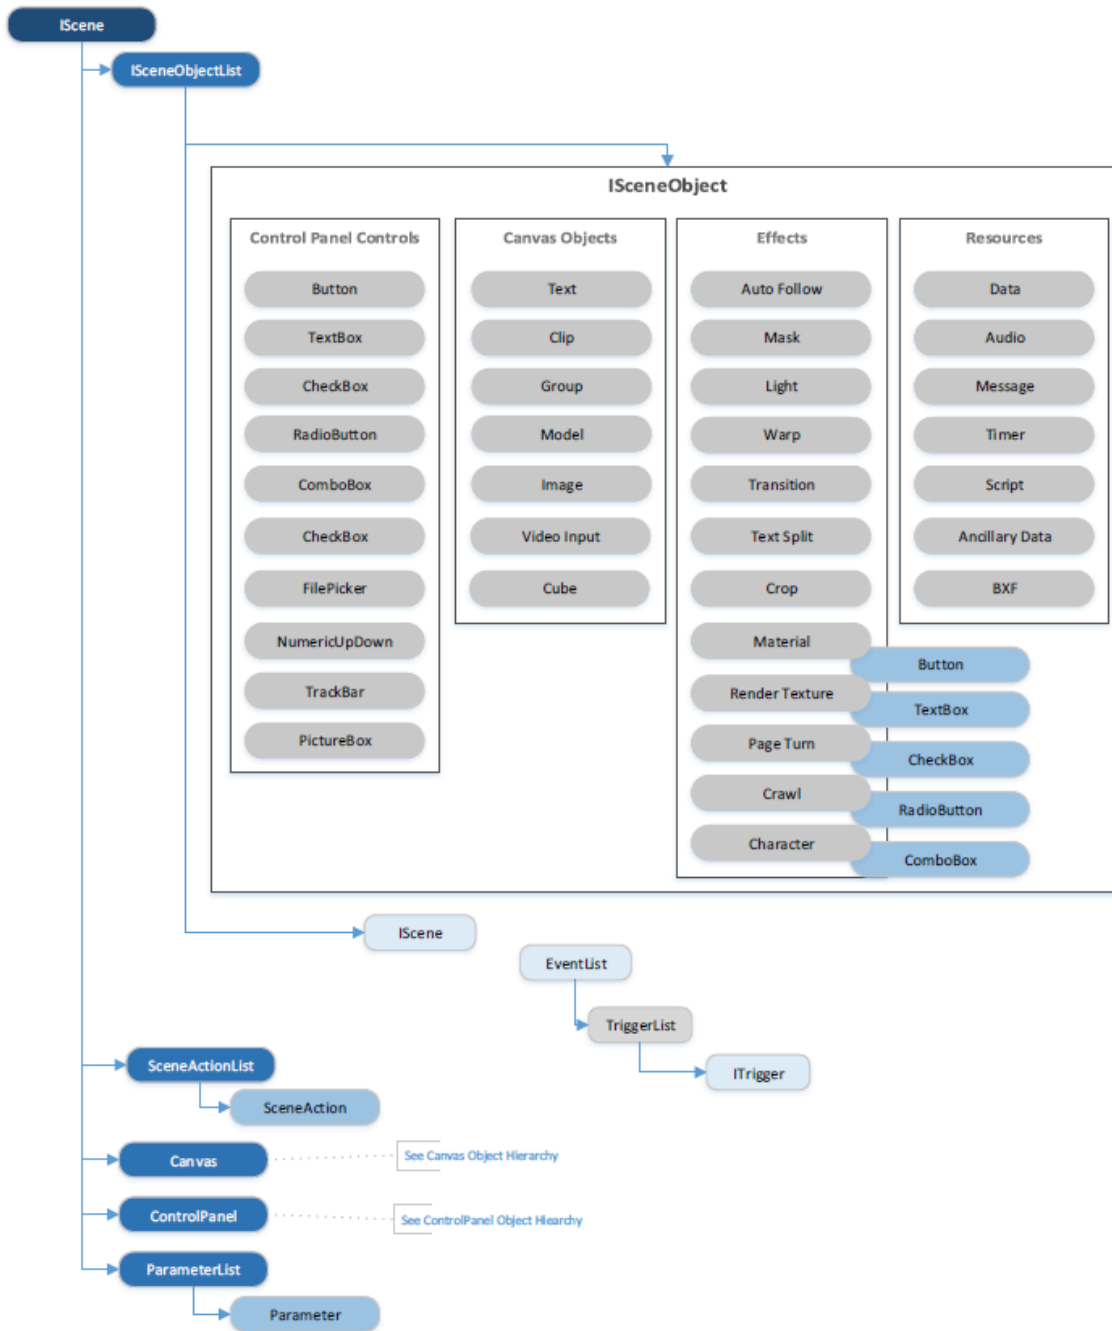 IScene
ISceneObjectList
ISceneObject
Control Panel Controls
Button
TextBox
CheckBox
RadioButton
ComboBox
CheckBox
FilePicker
NumericUpDown
TrackBar
PictureBox
Canvas Objects
Text
Clip
Group
Model
Image
Video Input
Cube
Effects
Auto Follow
Mask
Light
Warp
Transition
Text Split
Crop
Material
Render Texture
Page Turn
Crawl
Character
Resources
Data
Audio
Message
Timer
Script
Ancillary Data
BXF
Button
TextBox
CheckBox
RadioButton
ComboBox
IScene
EventList
TriggerList
ITrigger
SceneActionList
SceneAction
Canvas
See Canvas Object Hierarchy
ControlPanel
See ControlPanel Object Hiearchy
ParameterList
Parameter